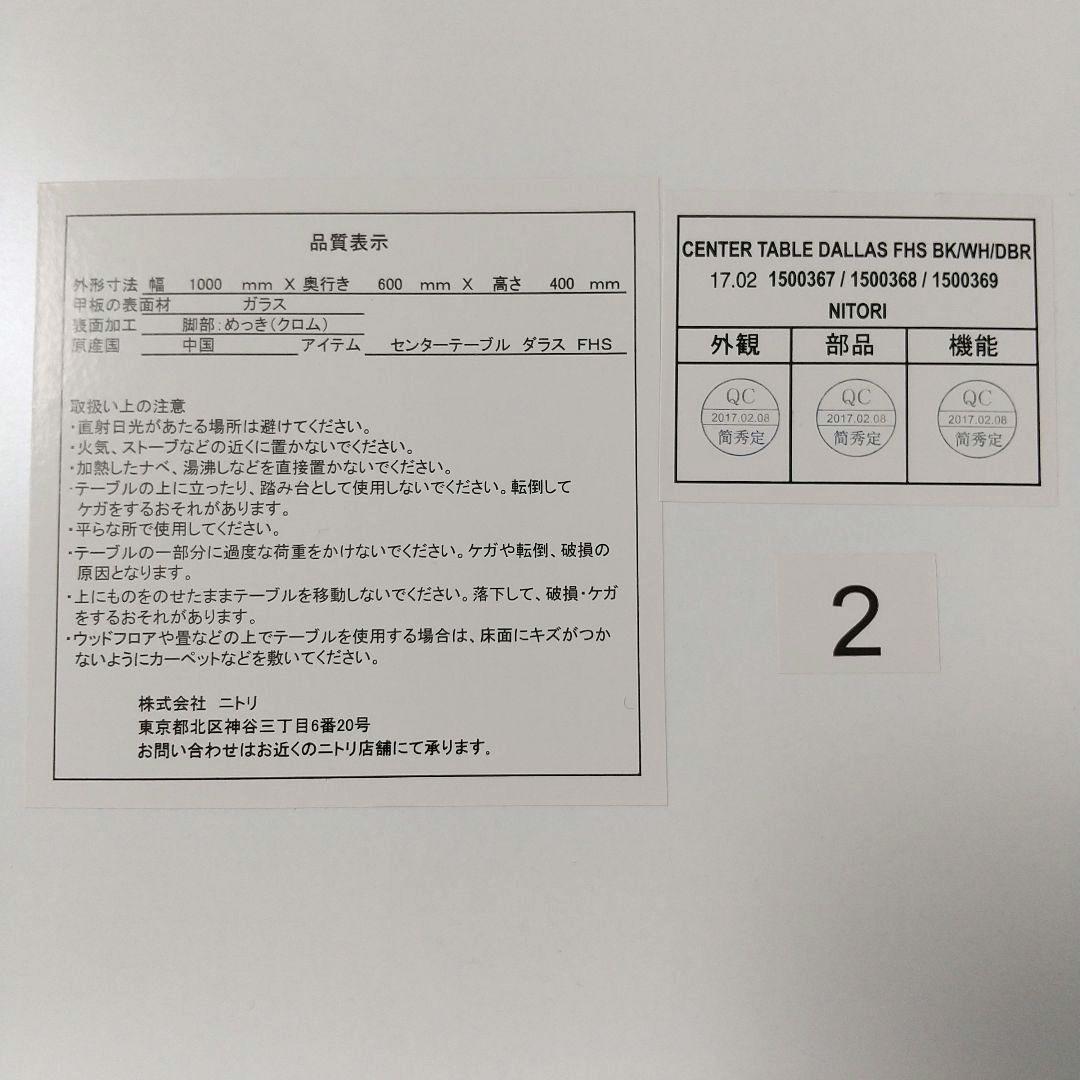 品質表示
外形寸法 幅 1000 mm X 奥行き 600 mm X 高さ 400 mm
甲板の表面材 ガラス
表面加工 脚部:めっき(クロム)
原産国 中国 アイテム センターテーブル ダラス FHS
取扱い上の注意
・直射日光があたる場所は避けてください。
・火気、ストーブなどの近くに置かないでください。
・加熱したナベ、湯沸しなどを直接置かないでください。
・テーブルの上に立ったり、踏み台として使用しないでください。転倒して
ケガをするおそれがあります。
・平らな所で使用してください。
・テーブルの一部分に過度な荷重をかけないでください。ケガや転倒、破損の
原因となります。
・上にものをのせたままテーブルを移動しないでください。落下して、破損・ケガ
をするおそれがあります。
・ウッドフロアや畳などの上でテーブルを使用する場合は、床面にキズがつか
ないようにカーペットなどを敷いてください。
株式会社 ニトリ
東京都北区神谷三丁目6番20号
お問い合わせはお近くのニトリ店舗にて承ります。
CENTER TABLE DALLAS FHS BK/WH/DBR
17.02 1500367 / 1500368 / 1500369
NITORI
外観 部品 機能
QC QC QC
2017.02.08 2017.02.08 2017.02.08
简秀定 简秀定 简秀定
2